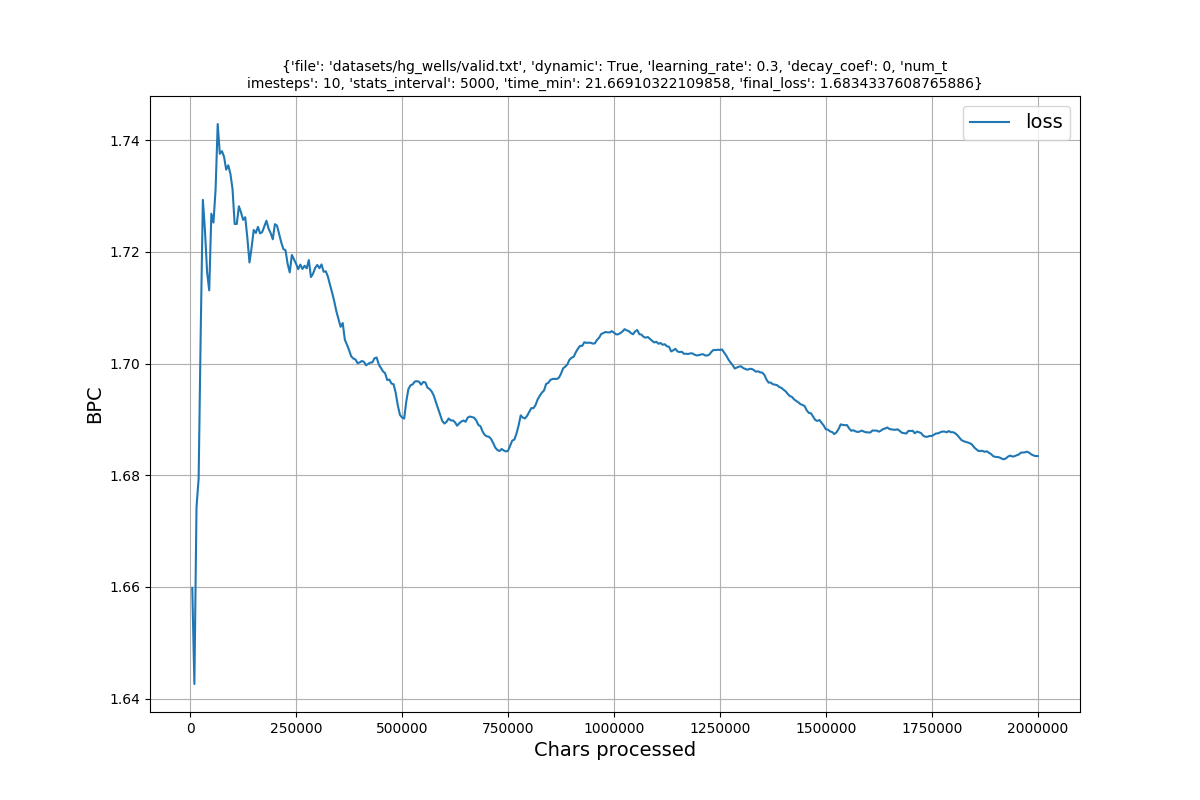 {'file': 'datasets/hg_wells/valid.txt', 'dynamic': True, 'learning_rate': 0.3, 'decay_coef': 0, 'num_t
imesteps': 10, 'stats_interval': 5000, 'time_min': 21.66910322109858, 'final_loss': 1.6834337608765886}
loss
1.74
1.72
1.70
1.68
1.66
1.64
BPC
0 250000 500000 750000 1000000 1250000 1500000 1750000 2000000
Chars processed